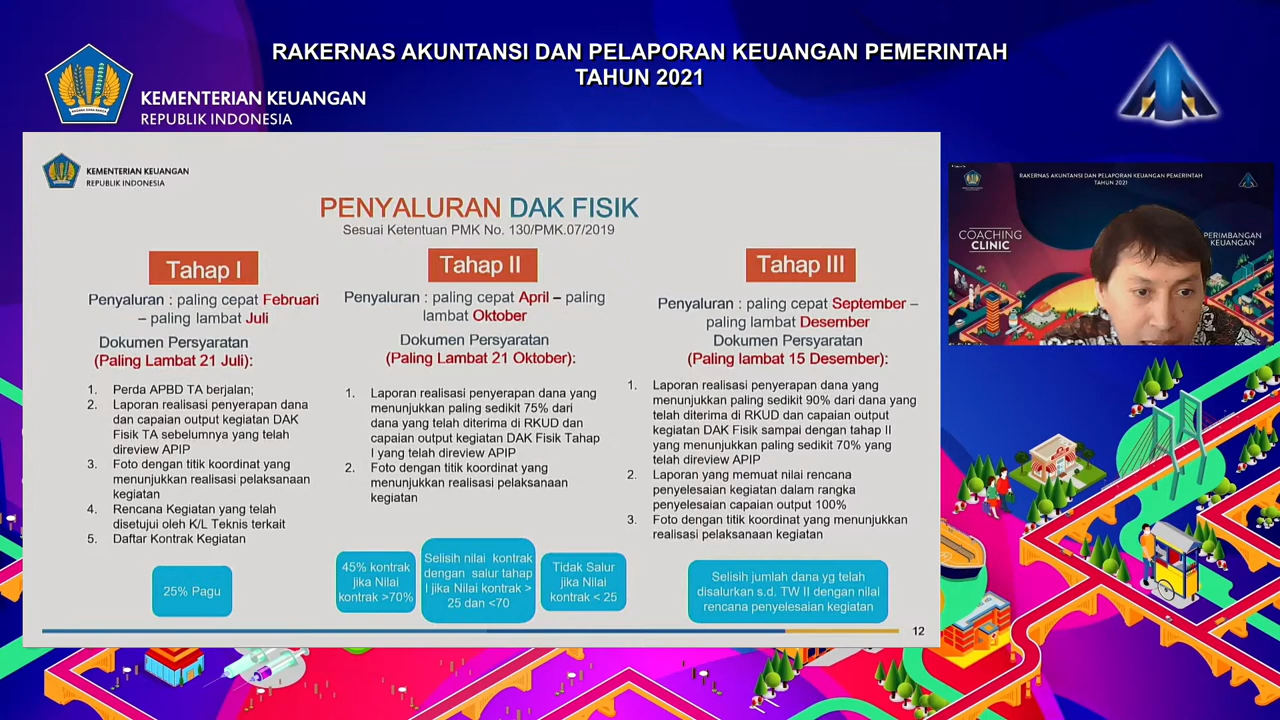 RAKERNAS AKUNTANSI DAN PELAPORAN KEUANGAN PEMERINTAH
TAHUN 2021
KEMENTERIAN KEUANGAN
REPUBLIK INDONESIA
KEMENTERIAN KEUANGAN
REPUBLIK INDONESIA
PENYALURAN DAK FISIK
Sesuai Ketentuan PMK No. 130/PMK.07/2019
Tahap I
Penyaluran : paling cepat Februari
– paling lambat Juli
Dokumen Persyaratan
(Paling Lambat 21 Juli):
1. Perda APBD TA berjalan;
2. Laporan realisasi penyerapan dana
dan capaian output kegiatan DAK
Fisik TA sebelumnya yang telah
direview APIP
3. Foto dengan titik koordinat yang
menunjukkan realisasi pelaksanaan
kegiatan
4. Rencana Kegiatan yang telah
disetujui oleh K/L Teknis terkait
5. Daftar Kontrak Kegiatan
25% Pagu
Tahap II
Penyaluran : paling cepat April – paling
lambat Oktober
Dokumen Persyaratan
(Paling Lambat 21 Oktober):
1. Laporan realisasi penyerapan dana yang
menunjukkan paling sedikit 75% dari
dana yang telah diterima di RKUD dan
capaian output kegiatan DAK Fisik Tahap
I yang telah direview APIP
2. Foto dengan titik koordinat yang
menunjukkan realisasi pelaksanaan
kegiatan
45% kontrak
jika Nilai
kontrak >70%
Selisih nilai kontrak
dengan salur tahap
I jika Nilai kontrak >
25 dan <70
Tidak Salur
jika Nilai
kontrak < 25
Tahap III
Penyaluran : paling cepat September –
paling lambat Desember
Dokumen Persyaratan
(Paling lambat 15 Desember):
1. Laporan realisasi penyerapan dana yang
menunjukkan paling sedikit 90% dari dana yang
telah diterima di RKUD dan capaian output
kegiatan DAK Fisik sampai dengan tahap II
yang menunjukkan paling sedikit 70% yang
telah direview APIP
2. Laporan yang memuat nilai rencana
penyelesaian kegiatan dalam rangka
penyelesaian capaian output 100%
3. Foto dengan titik koordinat yang menunjukkan
realisasi pelaksanaan kegiatan
Selisih jumlah dana yg telah
disalurkan s.d. TW II dengan nilai
rencana penyelesaian kegiatan
12
RAKERNAS AKUNTANSI DAN PELAPORAN KEUANGAN PEMERINTAH
TAHUN 2021
COACHING
CLINIC
PERIMBANGAN
KEUANGAN